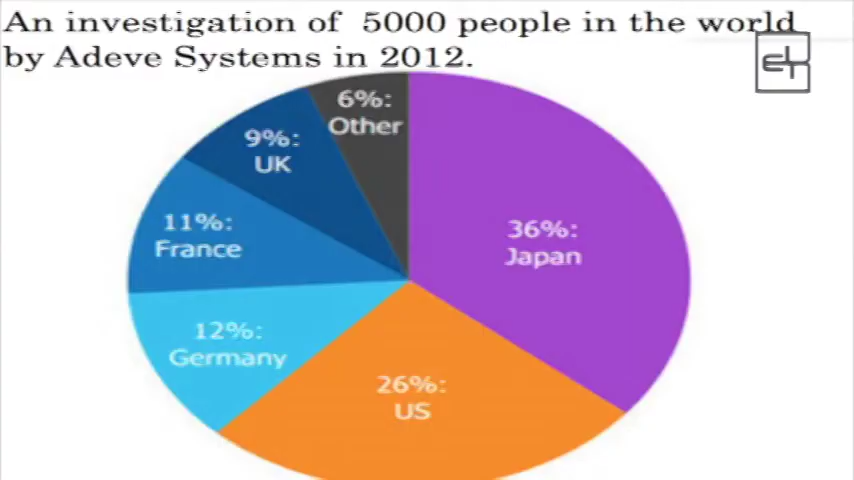 An investigation of 5000 people in the world
by Adeve Systems in 2012.
6%:
Other
9%:
UK
11%:
France
36%:
Japan
12%:
Germany
26%:
US